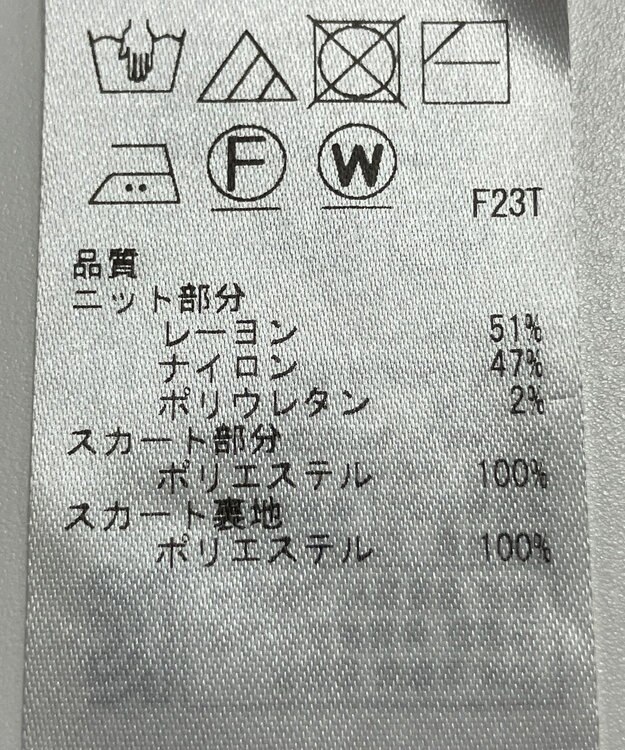 F W
F23T
品質
ニット部分
レーヨン 51%
ナイロン 47%
ポリウレタン 2%
スカート部分
ポリエステル 100%
スカート裏地
ポリエステル 100%